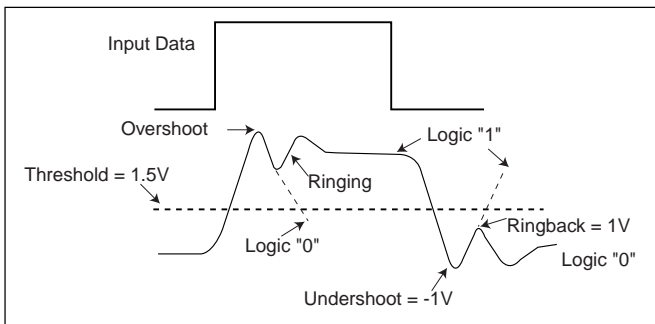 Input Data
Overshoot
Logic "1"
Threshold = 1.5V
Ringing
Ringback = 1V
Logic "0"
Logic "0"
Undershoot = -1V